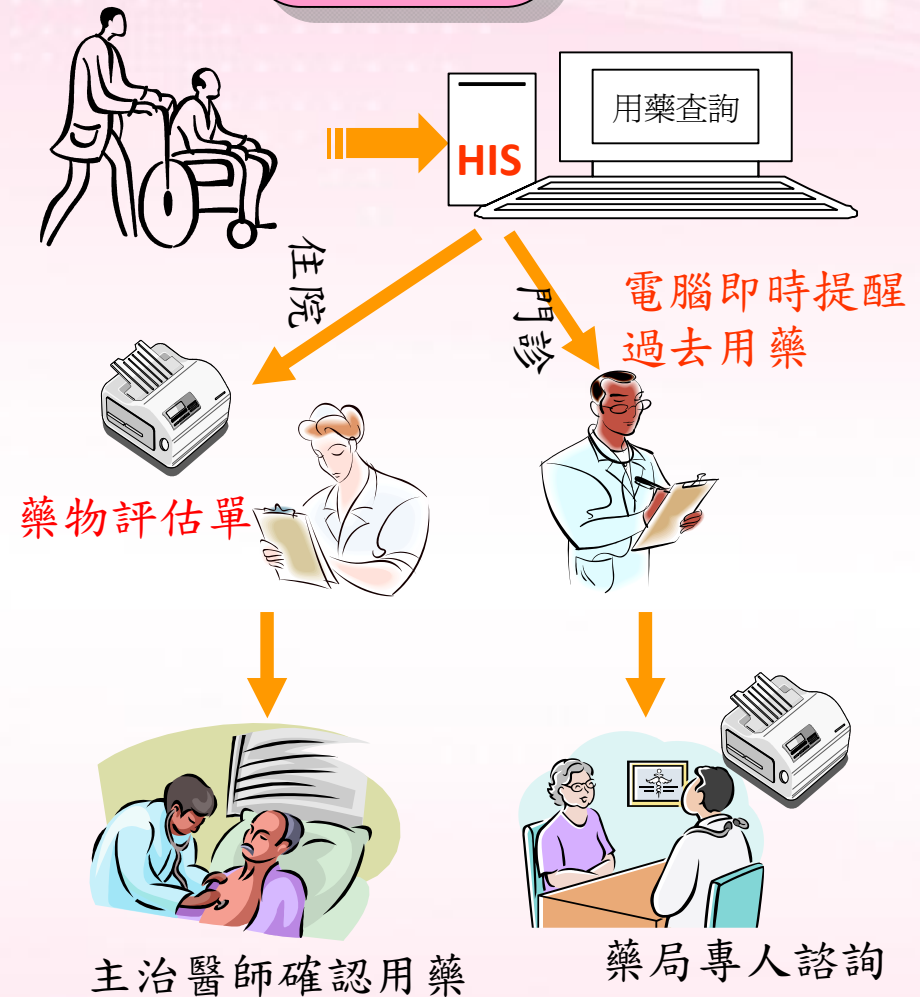 用藥查詢
HIS
住院
門診
電腦即時提醒
過去用藥
藥物評估單
主治醫師確認用藥
藥局專人諮詢